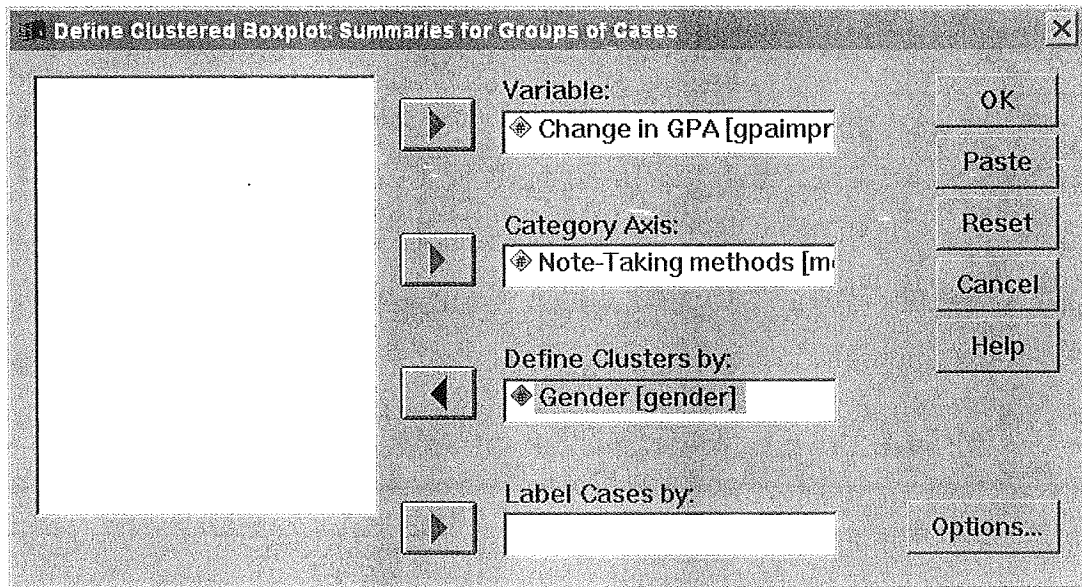 Define Clustered Boxplot: Summaries for Groups of Cases
Variable:
Change in GPA [gpaimpr
Category Axis:
Note-Taking methods [m
Define Clusters by:
Gender [gender]
Label Cases by:
OK
Paste
Reset
Cancel
Help
Options...